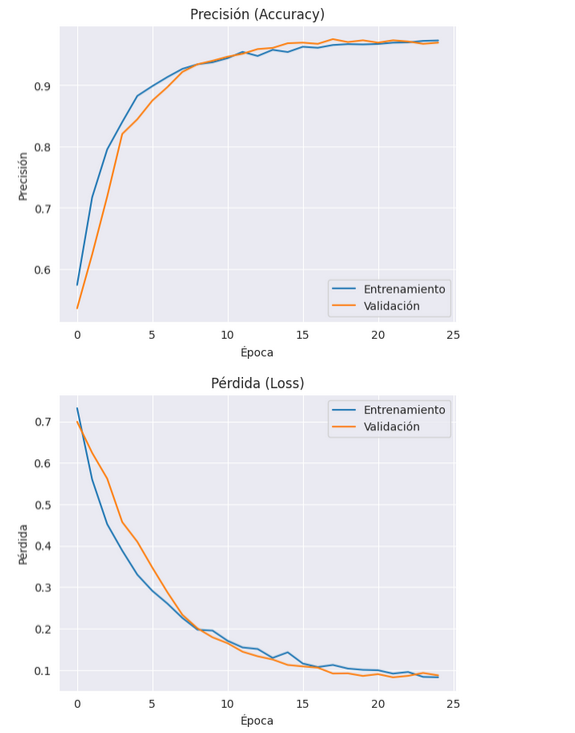 Precisión (Accuracy)
0.9
0.8
0.7
0.6
Precisión
Entrenamiento
Validación
0 5 10 15 20 25
Época
Pérdida (Loss)
Entrenamiento
Validación
0.7
0.6
0.5
0.4
0.3
0.2
0.1
Pérdida
0 5 10 15 20 25
Época